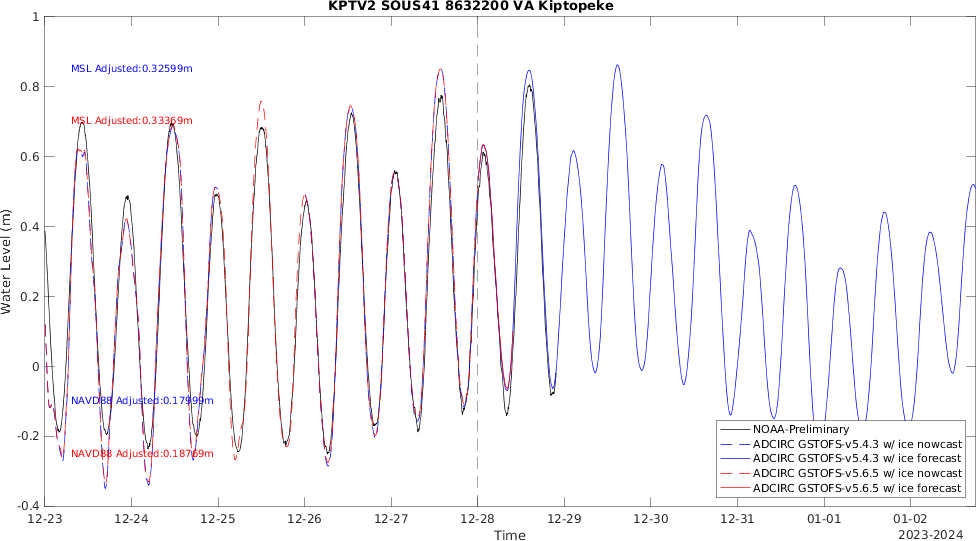 KPTV2 SOUS41 8632200 VA Kiptopeke
1
0.8
0.6
0.4
0.2
0
-0.2
-0.4
Water Level (m)
MSL Adjusted:0.32599m
MSL Adjusted:0.33369m
NAVD88 Adjusted:0.17999m
NAVD88 Adjusted:0.18769m
NOAA-Preliminary
ADCIRC GSTOFS-v5.4.3 w/ ice nowcast
ADCIRC GSTOFS-v5.4.3 w/ ice forecast
ADCIRC GSTOFS-v5.6.5 w/ ice nowcast
ADCIRC GSTOFS-v5.6.5 w/ ice forecast
12-23 12-24 12-25 12-26 12-27 12-28 12-29 12-30 12-31 01-01 01-02
Time
2023-2024